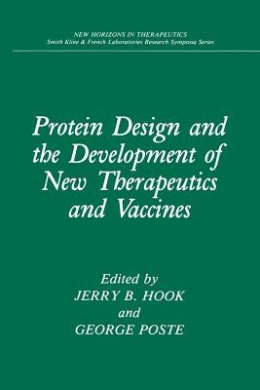 NEW HORIZONS IN THERAPEUTICS
Smith Kline & French Laboratories Research Symposia Series
Protein Design and
the Development of
New Therapeutics
and Vaccines
Edited by
JERRY B. HOOK
and
GEORGE POSTE